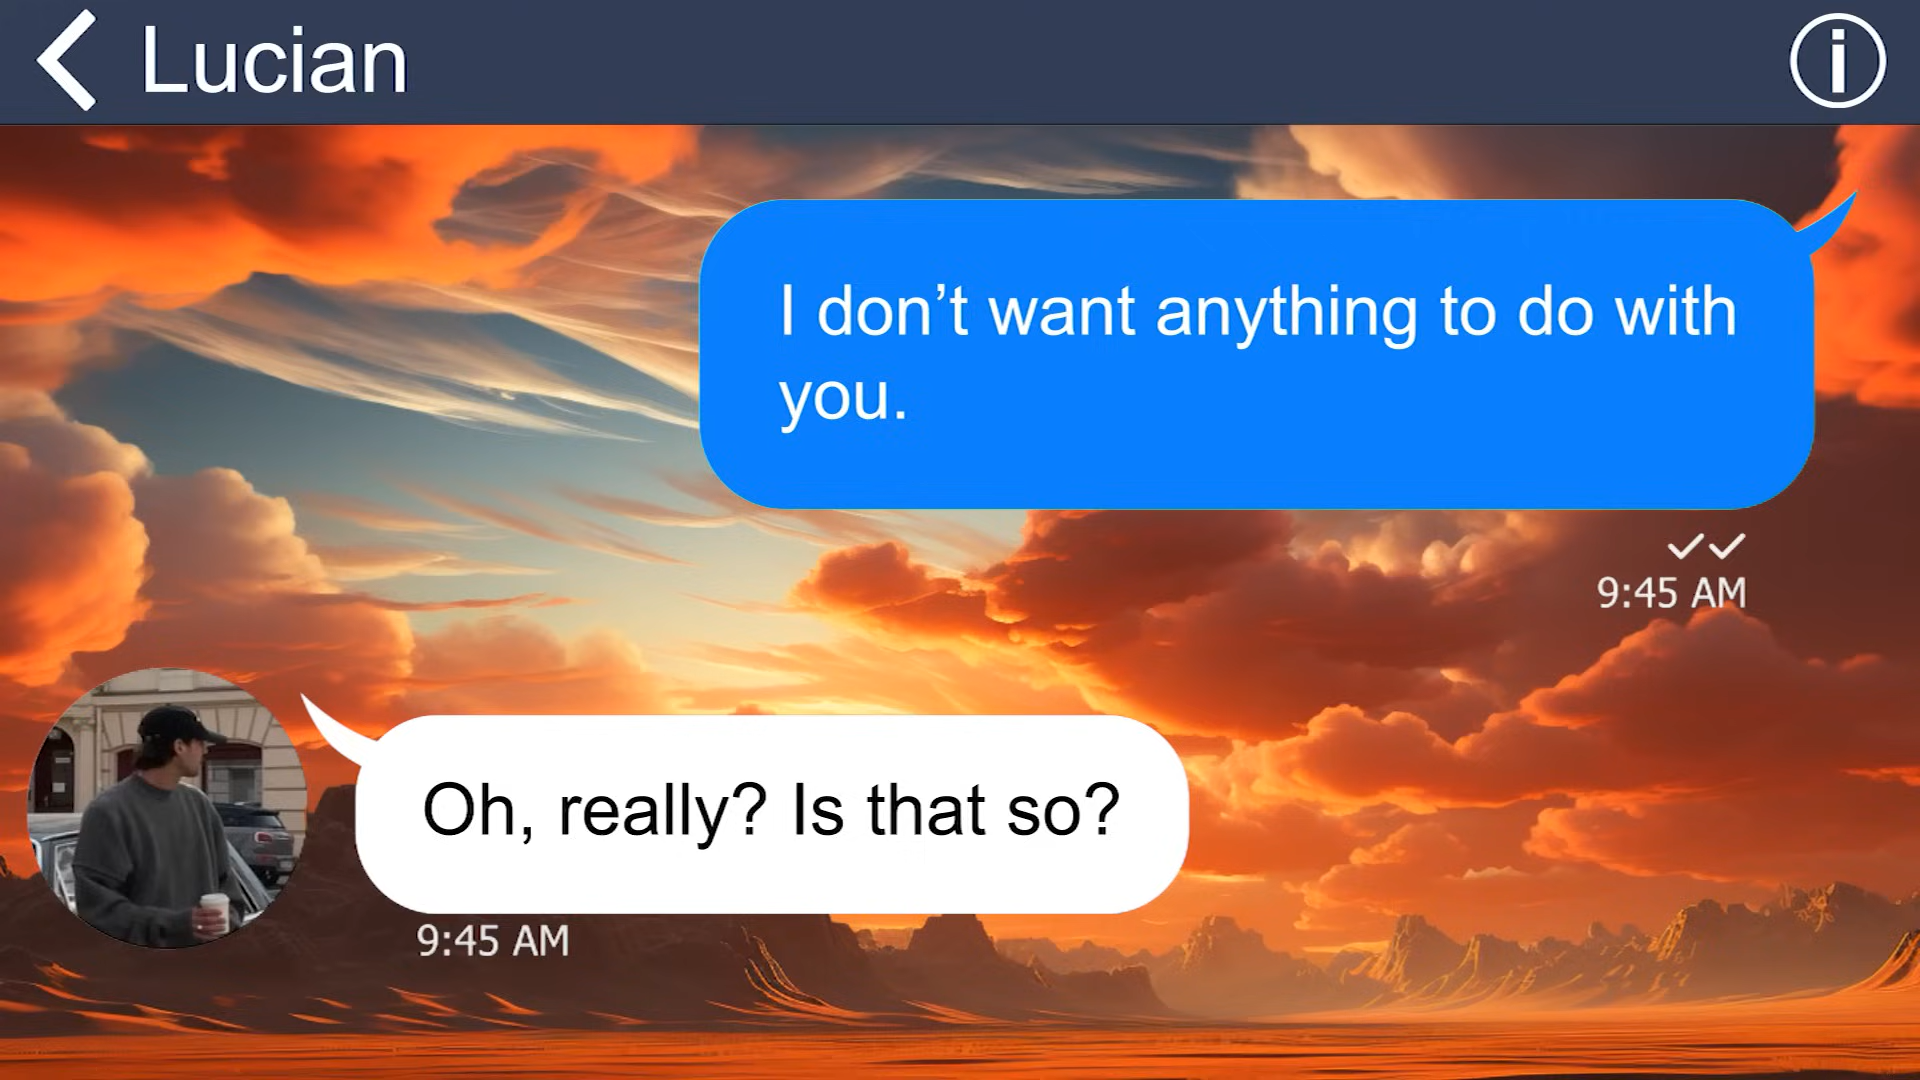 Lucian
I don’t want anything to do with
you.
9:45 AM
Oh, really? Is that so?
9:45 AM